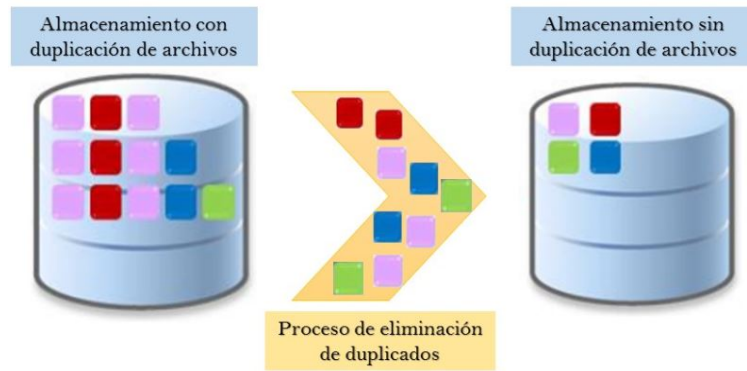 Almacenamiento con
duplicación de archivos
Almacenamiento sin
duplicación de archivos
Proceso de eliminación
de duplicados